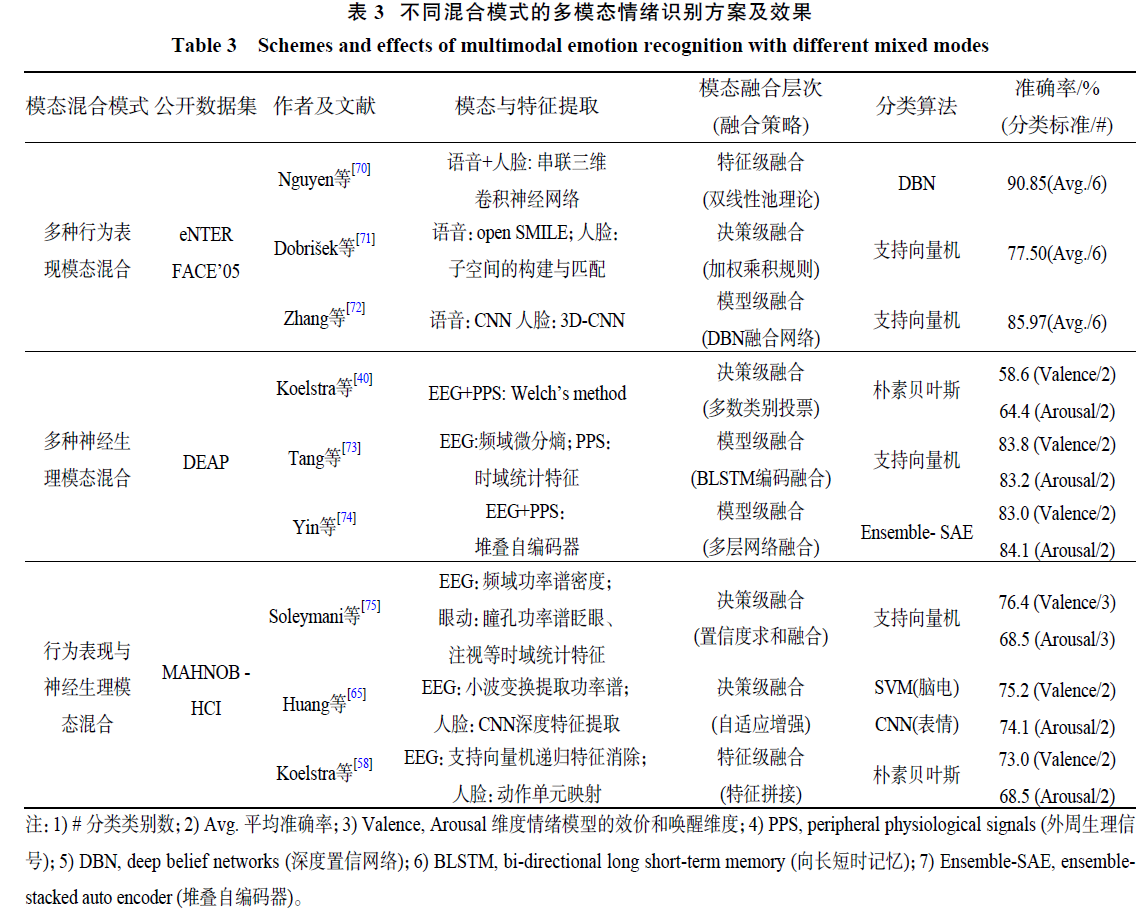 表 3 不同混合模式的多模态情绪识别方案及效果
Table 3 Schemes and effects of multimodal emotion recognition with different mixed modes
模态混合模式 公开数据集 作者及文献 模态与特征提取 模态融合层次 (融合策略) 分类算法 准确率/% (分类标准/#)
多种行为表
现模态混合
eNTER
FACE’05
Nguyen等[70]
语音+人脸: 串联三维
卷积神经网络
特征级融合
(双线性池理论)
DBN
90.85(Avg./6)
Dobrišek等[71]
语音: open SMILE; 人脸:
子空间的构建与匹配
决策级融合
(加权乘积规则)
支持向量机
77.50(Avg./6)
Zhang等[72]
语音: CNN 人脸: 3D-CNN
模型级融合
(DBN融合网络)
支持向量机
85.97(Avg./6)
多种神经生
理模态混合
DEAP
Koelstra等[40]
EEG+PPS: Welch’s method
决策级融合
(多数类别投票)
朴素贝叶斯
58.6 (Valence/2)
64.4 (Arousal/2)
Tang等[73]
EEG:频域微分熵; PPS:
时域统计特征
模型级融合
(BLSTM编码融合)
支持向量机
83.8 (Valence/2)
83.2 (Arousal/2)
Yin等[74]
EEG+PPS:
堆叠自编码器
模型级融合
(多层网络融合)
Ensemble- SAE
83.0 (Valence/2)
84.1 (Arousal/2)
行为表现与
神经生理模
态混合
MAHNOB -
HCI
Soleymani等[75]
EEG: 频域功率谱密度;
眼动: 瞳孔功率谱眨眼、
注视等时域统计特征
决策级融合
(置信度求和融合)
支持向量机
76.4 (Valence/3)
68.5 (Arousal/3)
Huang等[65]
EEG: 小波变换提取功率谱;
人脸: CNN深度特征提取
决策级融合
(自适应增强)
SVM(脑电)
CNN(表情)
75.2 (Valence/2)
74.1 (Arousal/2)
Koelstra等[58]
EEG: 支持向量机递归特征消除;
人脸: 动作单元映射
特征级融合
(特征拼接)
朴素贝叶斯
73.0 (Valence/2)
68.5 (Arousal/2)
注: 1) # 分类类别数; 2) Avg. 平均准确率; 3) Valence, Arousal 维度情绪模型的效价和唤醒维度; 4) PPS, peripheral physiological signals (外周生理信
号); 5) DBN, deep belief networks (深度置信网络); 6) BLSTM, bi-directional long short-term memory (向长短时记忆); 7) Ensemble-SAE, ensemble-
stacked auto encoder (堆叠自编码器)。